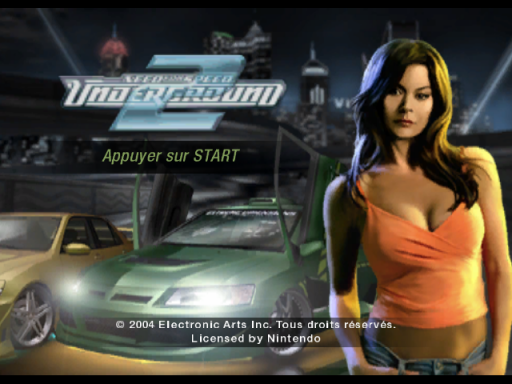 NEED FOR SPEED
UNDERGROUND
2
Appuyer sur START
© 2004 Electronic Arts Inc. Tous droits réservés.
Licensed by Nintendo